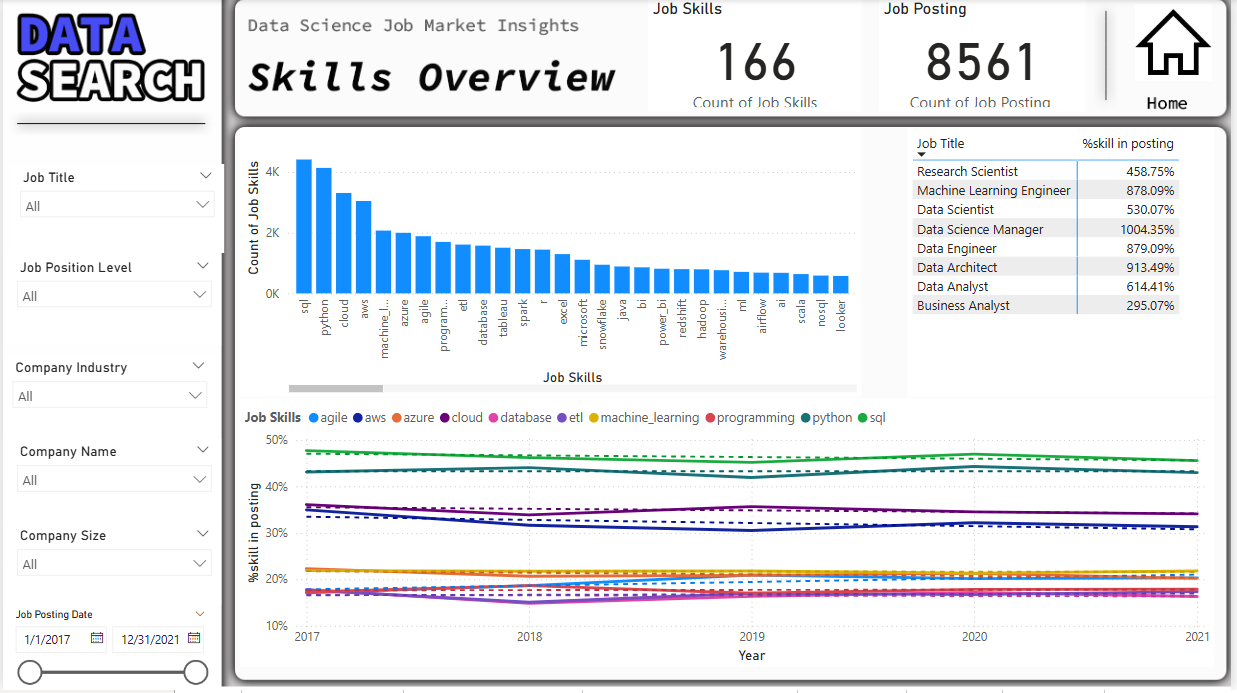 DATA
SEARCH
Data Science Job Market Insights
Skills Overview
Job Skills
166
Count of Job Skills
Job Posting
8561
Count of Job Posting
Home
Job Title
All
Job Position Level
All
Company Industry
All
Company Name
All
Company Size
All
Job Posting Date
1/1/2017 12/31/2021
Count of Job Skills
4K
2K
0K
sql
python
cloud
aws
machine_l...
azure
agile
program...
etl
database
tableau
spark
r
excel
microsoft
snowflake
java
bi
power_bi
redshift
hadoop
warehousi...
ml
airflow
ai
scala
nosql
looker
Job Skills
Job Title %skill in posting
Research Scientist 458.75%
Machine Learning Engineer 878.09%
Data Scientist 530.07%
Data Science Manager 1004.35%
Data Engineer 879.09%
Data Architect 913.49%
Data Analyst 614.41%
Business Analyst 295.07%
Job Skills agile aws azure cloud database etl machine_learning programming python sql
%skill in posting
50%
40%
30%
20%
10%
2017 2018 2019 2020 2021
Year